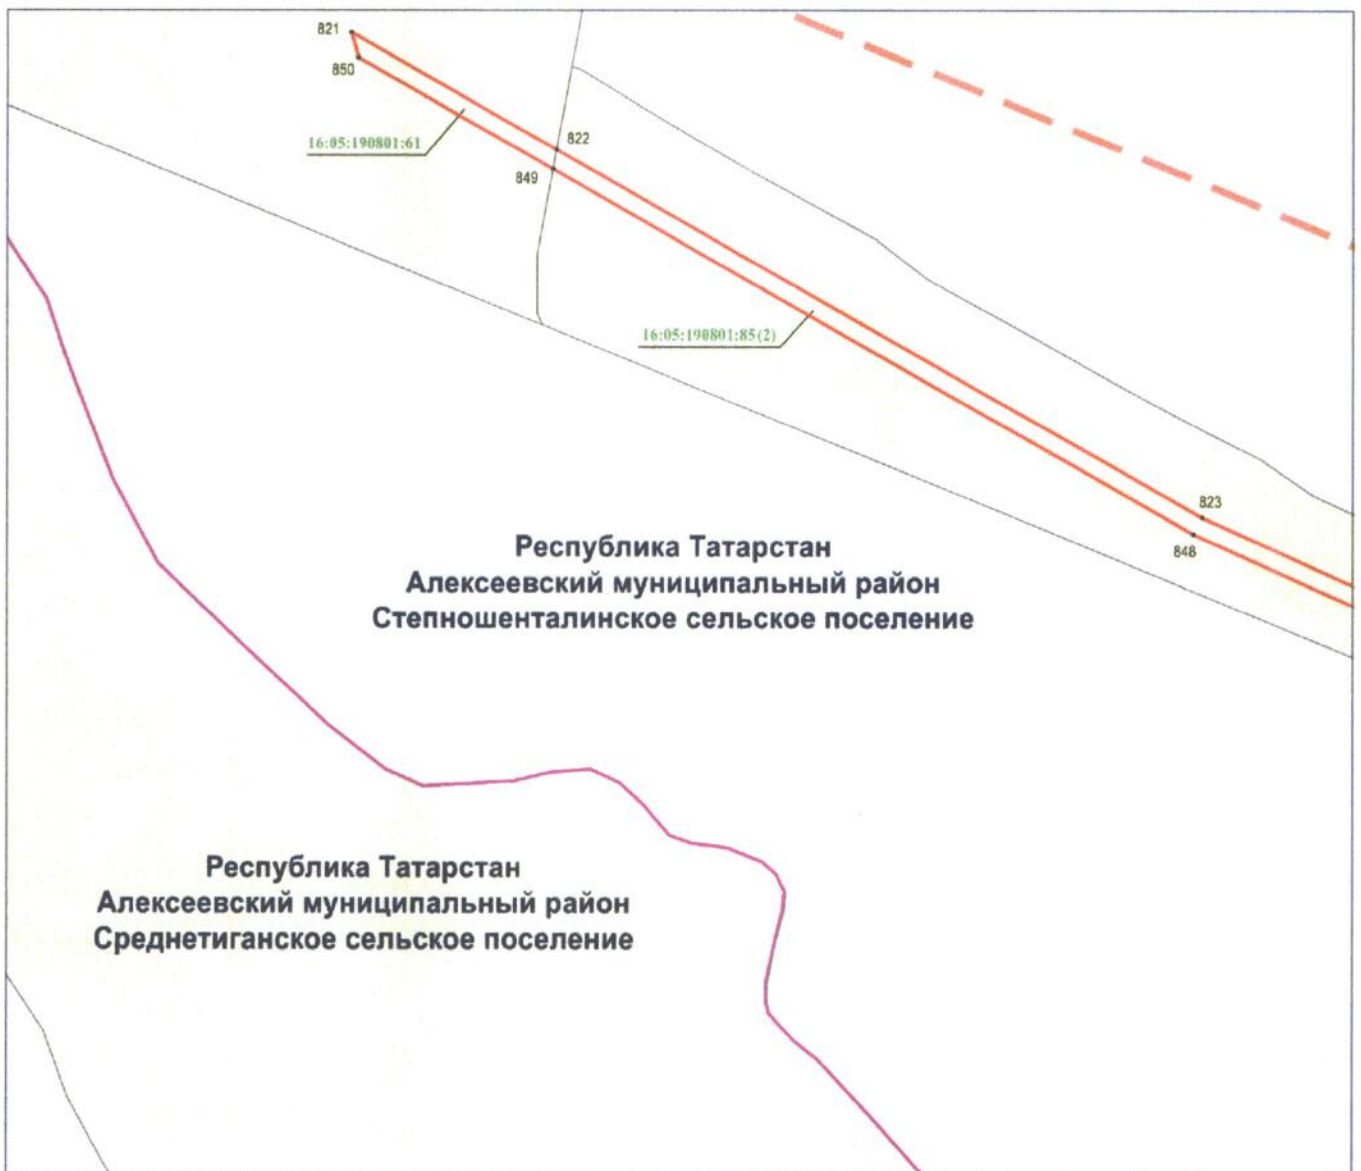 821
850
16:05:190801:61
822
849
16:05:190801:85(2)
823
848
Республика Татарстан
Алексеевский муниципальный район
Степношенталинское сельское поселение
Республика Татарстан
Алексеевский муниципальный район
Среднетиганское сельское поселение